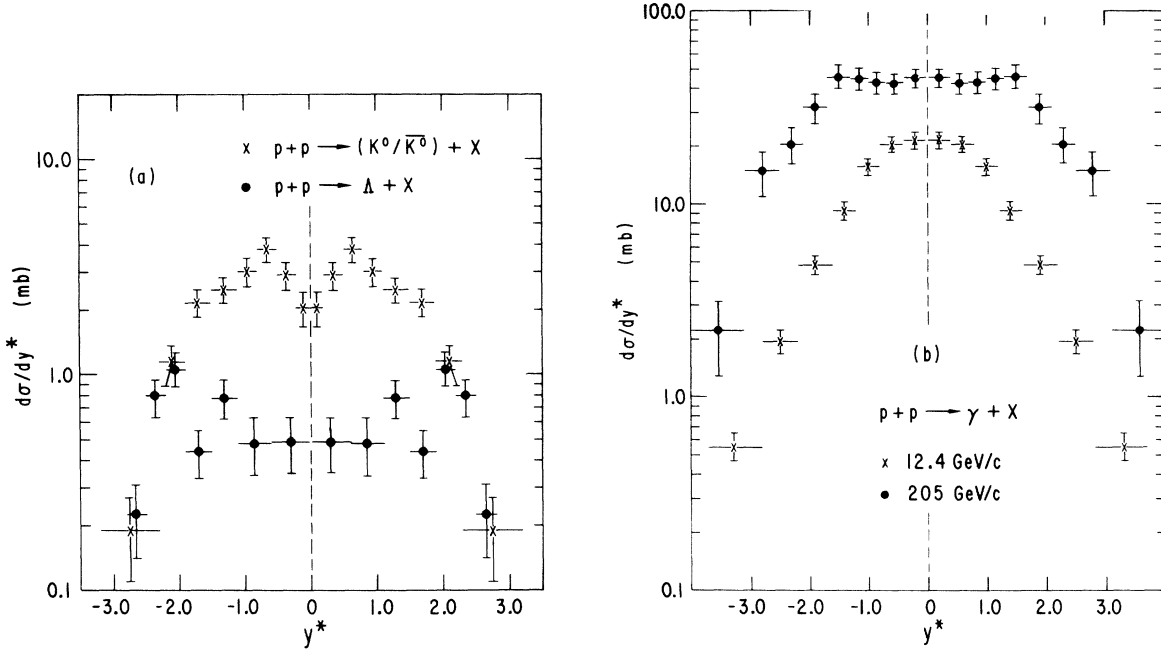 10.0
1.0
0.1
dσ/dy* (mb)
(a)
x p+p → (K⁰/K̅⁰) + X
● p+p → Λ + X
-3.0 -2.0 -1.0 0 1.0 2.0 3.0
y*
100.0
10.0
1.0
0.1
dσ/dy* (mb)
(b)
p+p → γ + X
x 12.4 GeV/c
● 205 GeV/c
-3.0 -2.0 -1.0 0 1.0 2.0 3.0
y*